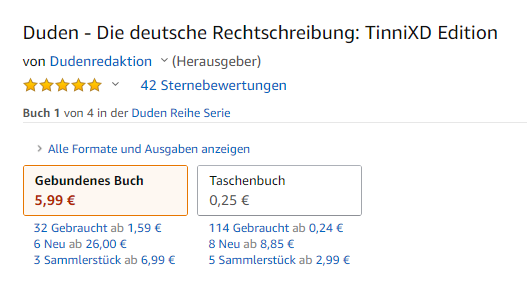 Duden - Die deutsche Rechtschreibung: TinniXD Edition
von Dudenredaktion (Herausgeber)
42 Sternebewertungen
Buch 1 von 4 in der Duden Reihe Serie
Alle Formate und Ausgaben anzeigen
Gebundenes Buch
5,99 €
Taschenbuch
0,25 €
32 Gebraucht ab 1,59 €
6 Neu ab 26,00 €
3 Sammlerstück ab 6,99 €
114 Gebraucht ab 0,24 €
8 Neu ab 8,85 €
5 Sammlerstück ab 2,99 €